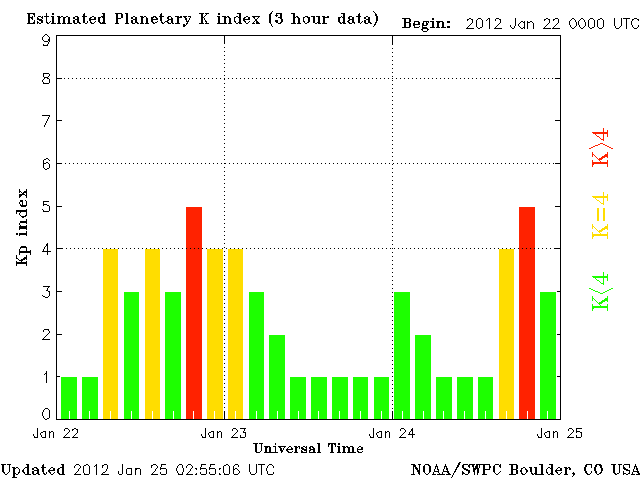 Estimated Planetary K index (3 hour data) Begin: 2012 Jan 22 0000 UTC
9
8
7
6
5
4
3
2
1
0
Kp index
K>4
K=4
K<4
Jan 22 Jan 23 Jan 24 Jan 25
Universal Time
Updated 2012 Jan 25 02:55:06 UTC NOAA/SWPC Boulder, CO USA